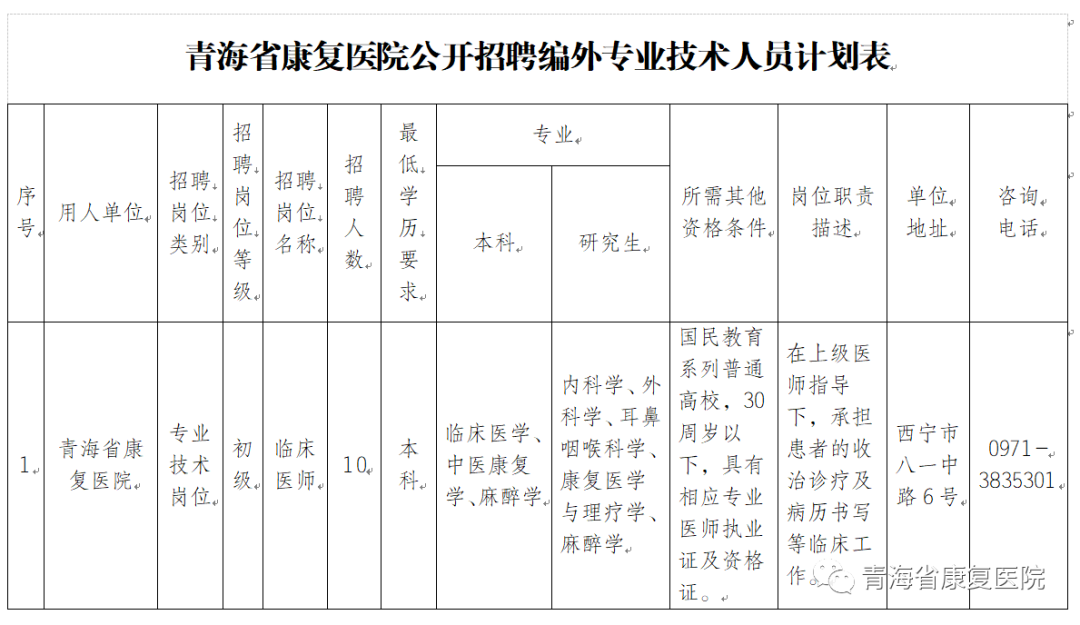 青海省康复医院公开招聘编外专业技术人员计划表
序
号
用人单位
招聘
岗位
类别
招
聘
岗
位
等
级
招聘
岗位
名称
招
聘
人
数
最
低
学
历
要
求
专业
本科
研究生
所需其他
资格条件
岗位职责
描述
单位
地址
咨询
电话
1
青海省康
复医院
专业
技术
岗位
初
级
临床
医师
10
本
科
临床医学、
中医康复
学、麻醉学
内科学、外
科学、耳鼻
咽喉科学、
康复医学
与理疗学、
麻醉学
国民教育
系列普通
高校，30
周岁以
下，具有
相应专业
医师执业
证及资格
证。
在上级医
师指导
下，承担
患者的收
治诊疗及
病历书写
等临床工
作。
西宁市
八一中
路6号
0971-
3835301
青海省康复医院